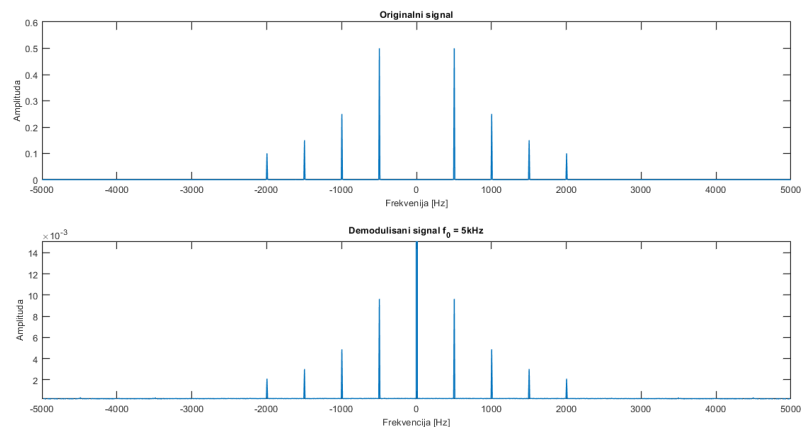 Originalni signal
0.6
0.5
0.4
0.3
0.2
0.1
0
Amplituda
-5000 -4000 -3000 -2000 -1000 0 1000 2000 3000 4000 5000
Frekvenija [Hz]
×10⁻³
Demodulisani signal f₀ = 5kHz
14
12
10
8
6
4
2
Amplituda
-5000 -4000 -3000 -2000 -1000 0 1000 2000 3000 4000 5000
Frekvencija [Hz]